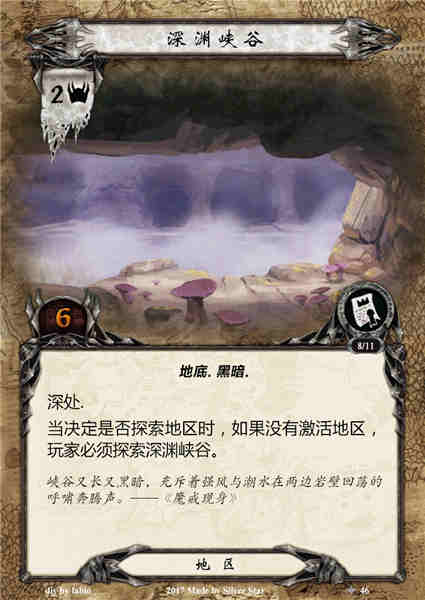 深渊峡谷
2
6
8/11
地底. 黑暗.
深处.
当决定是否探索地区时，如果没有激活地区，
玩家必须探索深渊峡谷。
峡谷又长又黑暗，充斥着强风与潮水在两边岩壁回荡的
呼啸奔腾声。——《魔戒现身》
地区
diy by fabio
2017 Made by Silver Star
46